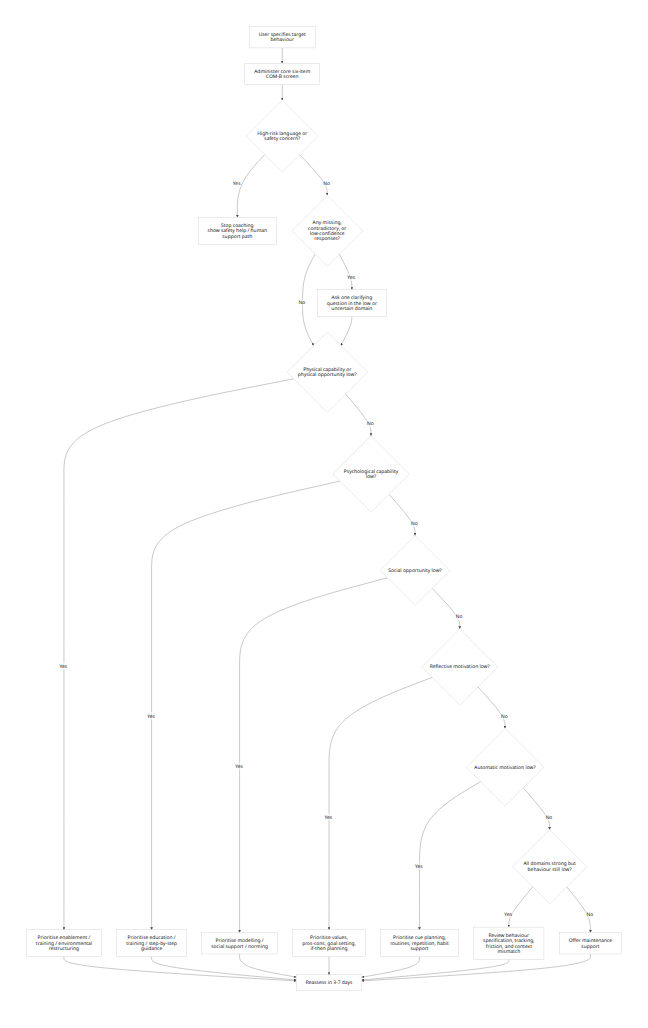 User specifies target
behaviour
Administer core six-item
COM-B screen
High-risk language or
safety concern?
Yes
No
Stop coaching
show safety help / human
support path
Any missing,
contradictory, or
low-confidence
responses?
Yes
No
Ask one clarifying
question in the low or
uncertain domain
Physical capability or
physical opportunity low?
No
Psychological capability
low?
No
Social opportunity low?
No
Reflective motivation low?
Yes
No
Yes
Automatic motivation low?
Yes
Yes
No
All domains strong but
behaviour still low?
Yes
Yes
No
Prioritise enablement /
training / environmental
restructuring
Prioritise education /
training / step-by-step
guidance
Prioritise modelling /
social support / norming
Prioritise values,
pros-cons, goal setting,
if-then planning
Prioritise cue planning,
routines, repetition, habit
support
Review behaviour
specification, tracking,
friction, and context
mismatch
Offer maintenance
support
Reassess in 3-7 days